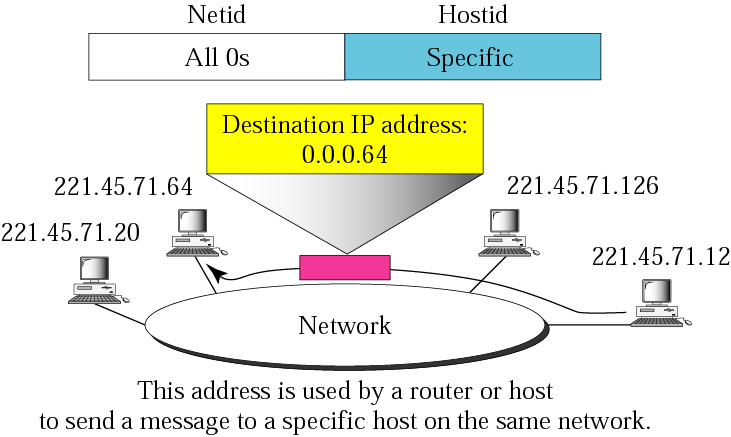 Netid Hostid
All 0s Specific
Destination IP address:
0.0.0.64
221.45.71.64
221.45.71.126
221.45.71.20
221.45.71.12
Network
This address is used by a router or host
to send a message to a specific host on the same network.